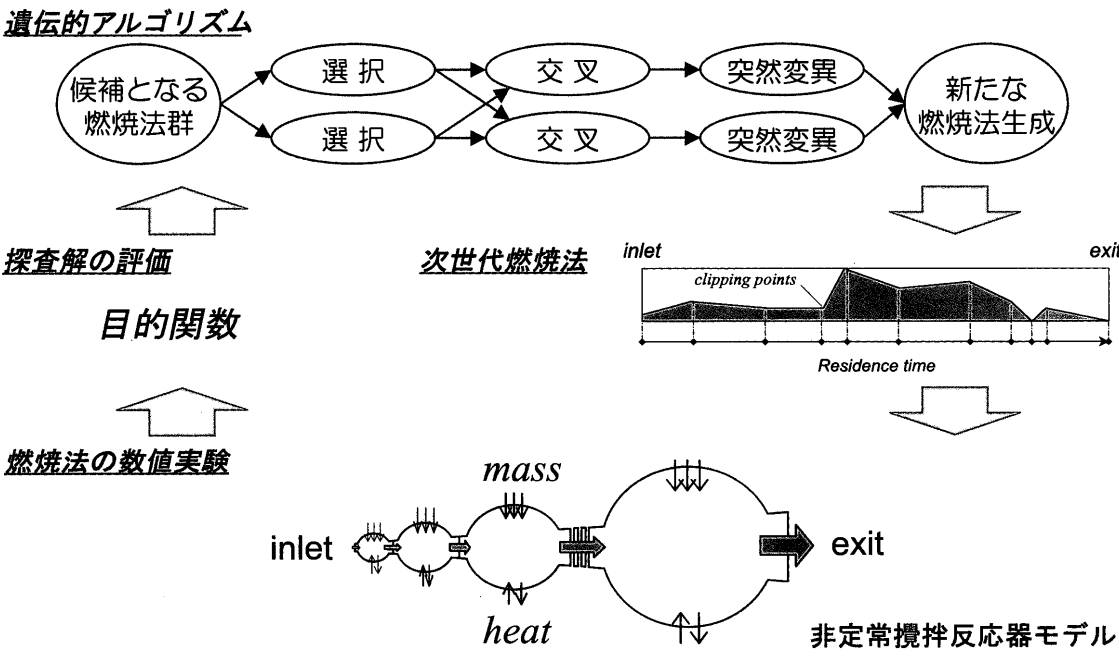 遺伝的アルゴリズム
候補となる
燃焼法群
選択
交叉
突然変異
選択
交叉
突然変異
新たな
燃焼法生成
探査解の評価
目的関数
次世代燃焼法
inlet
exit
clipping points
Residence time
燃焼法の数値実験
mass
inlet
exit
heat
非定常攪拌反応器モデル